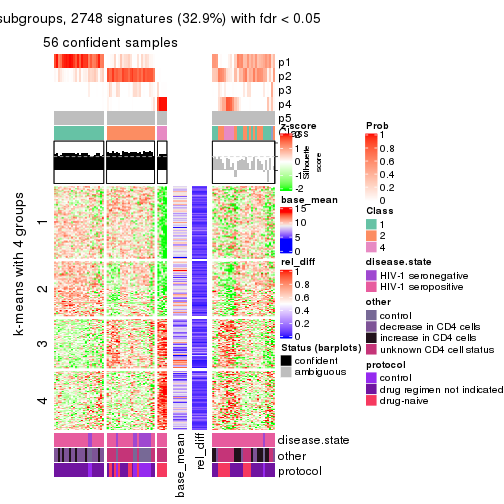 subgroups, 2748 signatures (32.9%) with fdr < 0.05
56 confident samples
p1
p2
p3
p4
p5
Class
Silhouette
score
k-means with 4 groups
1
2
3
4
base_mean
rel_diff
disease.state
other
protocol
z-score
2
1
0
-1
-2
base_mean
15
10
5
0
rel_diff
1
0.8
0.6
0.4
0.2
0
Status (barplots)
confident
ambiguous
Prob
1
0.8
0.6
0.4
0.2
0
Class
1
2
4
disease.state
HIV-1 seronegative
HIV-1 seropositive
other
control
decrease in CD4 cells
increase in CD4 cells
unknown CD4 cell status
protocol
control
drug regimen not indicated
drug-naive